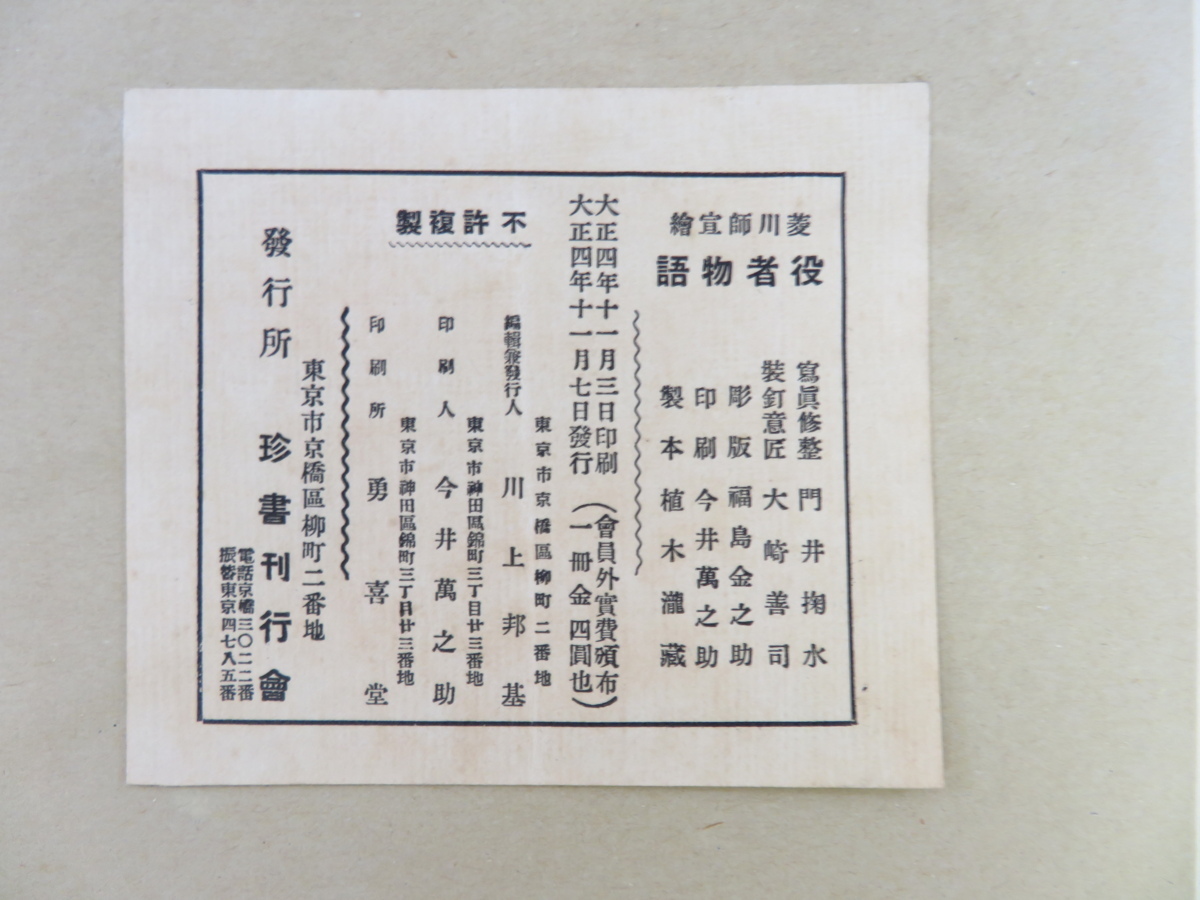 菱川師宣繪
役者物語
寫眞修整 門井掬水
裝釘意匠 大崎善司
彫版 福島金之助
印刷 今井萬之助
製本 植木瀧藏
大正四年十一月三日印刷 (會員外實費頒布
大正四年十一月七日發行 (一冊金四圓也)
不許複製
東京市京橋區柳町二番地
編輯兼發行人 川上邦基
東京市神田區錦町三丁目廿三番地
印刷人 今井萬之助
東京市神田區錦町三丁目廿三番地
印刷所 勇喜堂
東京市京橋區柳町二番地
發行所 珍書刊行會
電話京橋三〇二二番
振替東京四七八五番